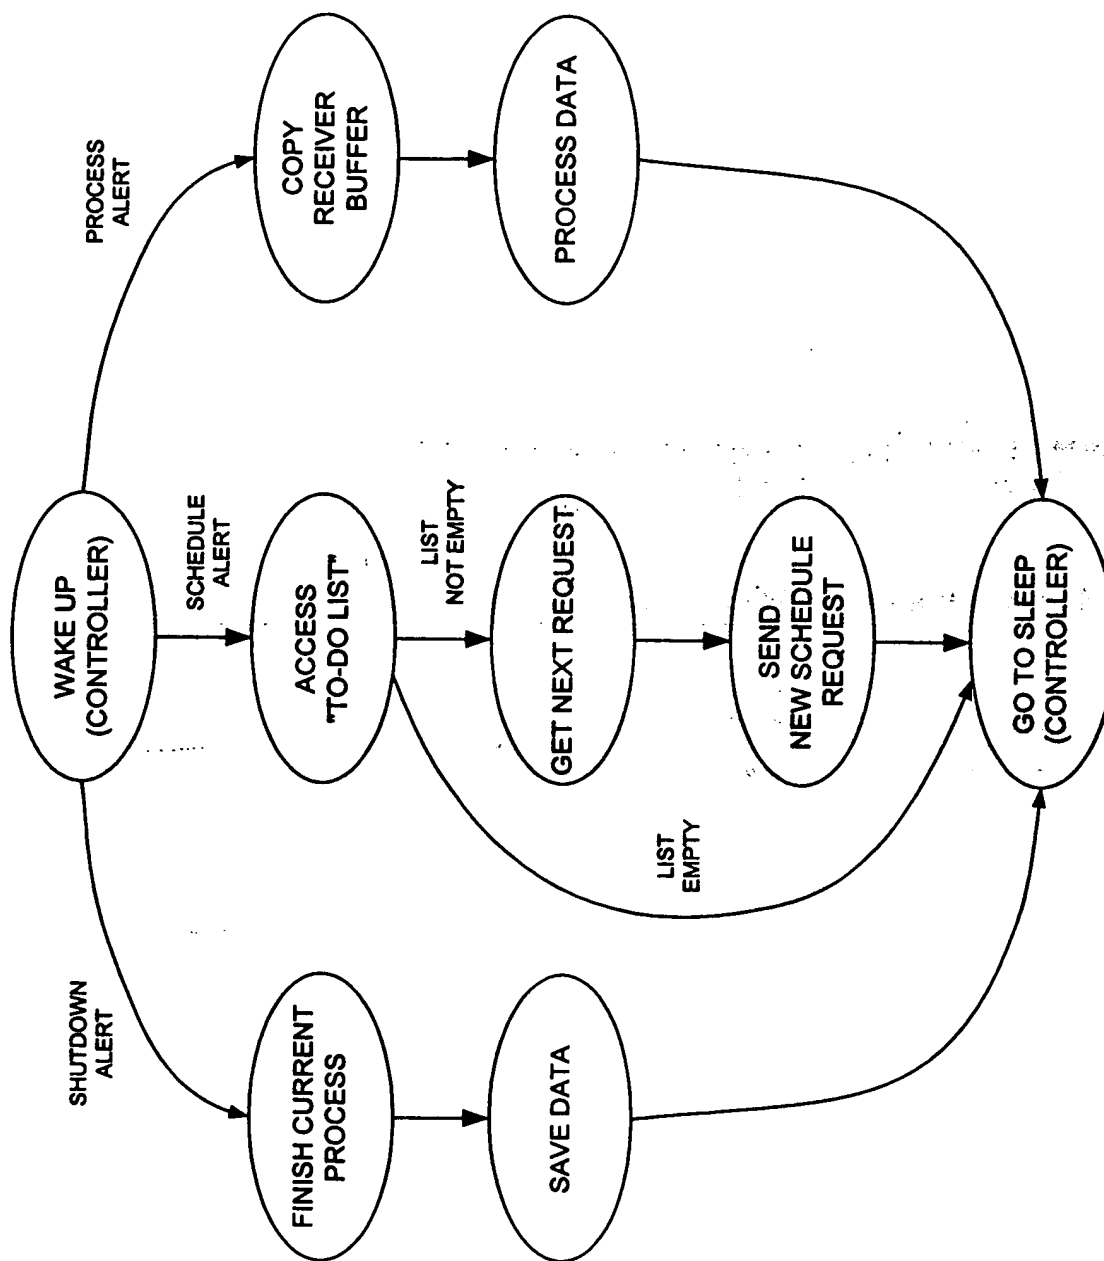 WAKE UP
(CONTROLLER)
SHUTDOWN
ALERT
SCHEDULE
ALERT
PROCESS
ALERT
FINISH CURRENT
PROCESS
ACCESS
"TO-DO LIST"
COPY
RECEIVER
BUFFER
LIST
NOT EMPTY
SAVE DATA
GET NEXT REQUEST
PROCESS DATA
LIST
EMPTY
SEND
NEW SCHEDULE
REQUEST
GO TO SLEEP
(CONTROLLER)